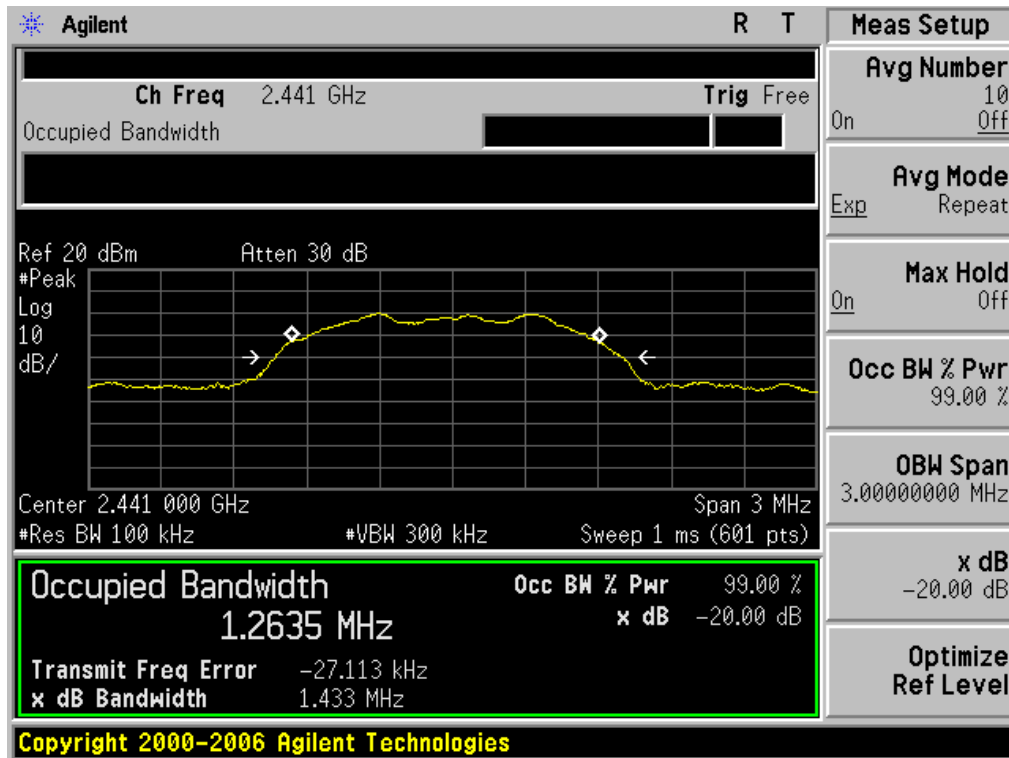 Agilent R T
Ch Freq 2.441 GHz Trig Free
Occupied Bandwidth
Ref 20 dBm Atten 30 dB
#Peak
Log
10
dB/
Center 2.441 000 GHz Span 3 MHz
#Res BW 100 kHz #VBW 300 kHz Sweep 1 ms (601 pts)
Occupied Bandwidth Occ BW % Pwr 99.00 %
1.2635 MHz x dB -20.00 dB
Transmit Freq Error -27.113 kHz
x dB Bandwidth 1.433 MHz
Copyright 2000-2006 Agilent Technologies
Meas Setup
Avg Number
10
On Off
Avg Mode
Exp Repeat
Max Hold
On Off
Occ BW % Pwr
99.00 %
OBW Span
3.00000000 MHz
x dB
-20.00 dB
Optimize
Ref Level